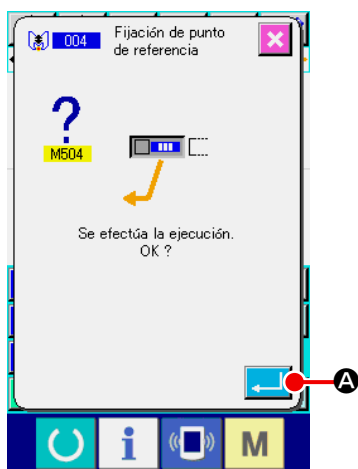 004
Fijación de punto
de referencia
?
M504
Se efectúa la ejecución.
OK ?
A
i
M